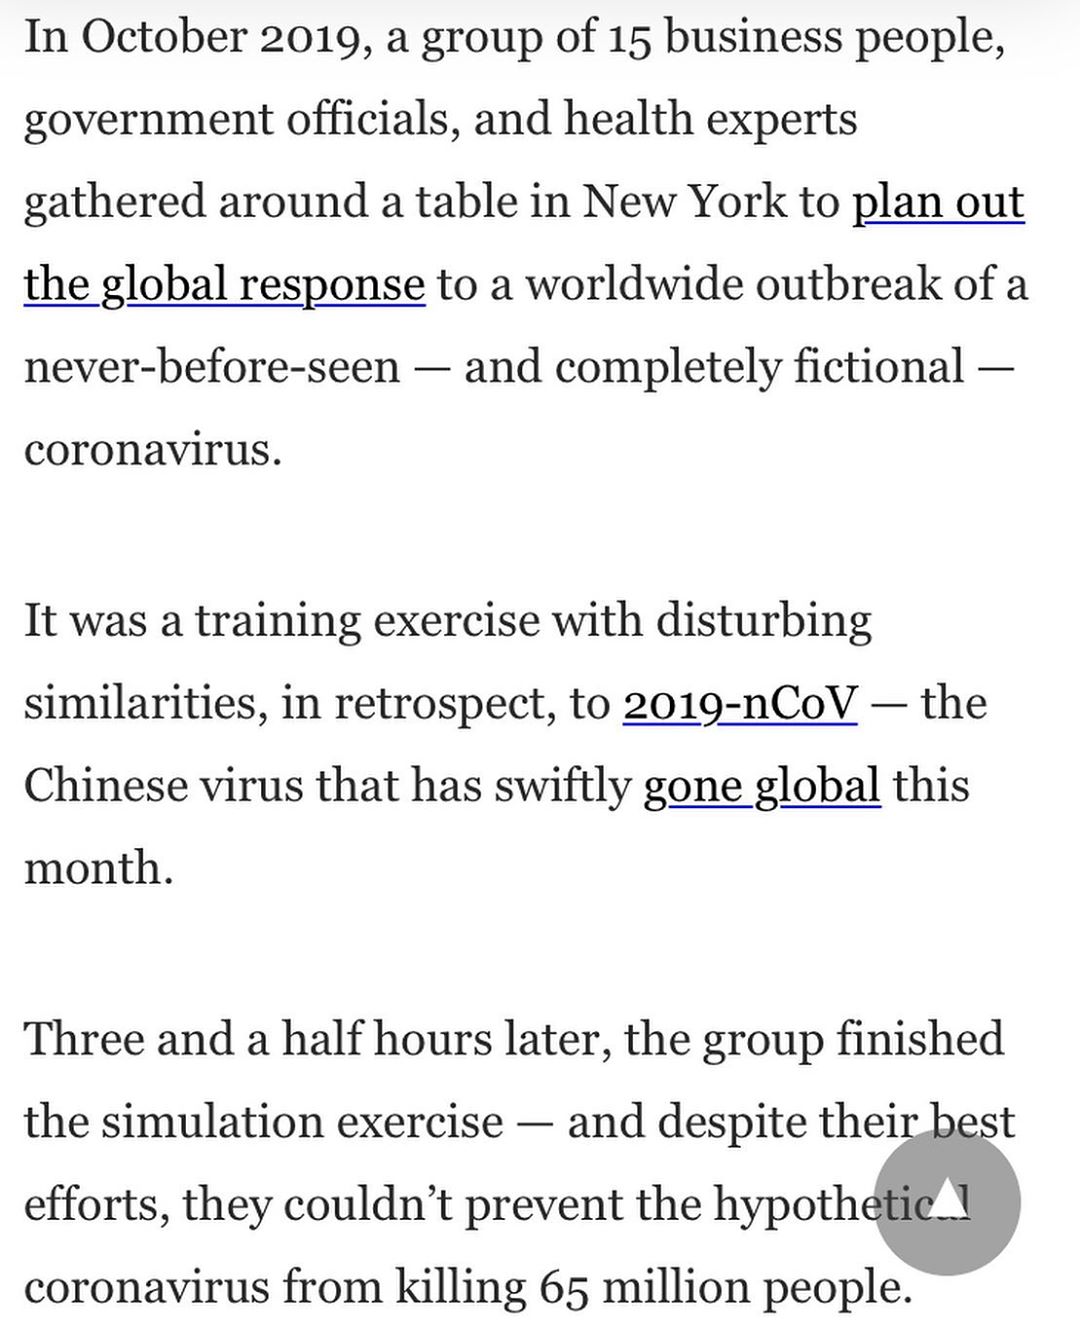 In October 2019, a group of 15 business people,
government officials, and health experts
gathered around a table in New York to plan out
the global response to a worldwide outbreak of a
never-before-seen — and completely fictional —
coronavirus.
It was a training exercise with disturbing
similarities, in retrospect, to 2019-nCoV — the
Chinese virus that has swiftly gone global this
month.
Three and a half hours later, the group finished
the simulation exercise — and despite their best
efforts, they couldn’t prevent the hypothetical
coronavirus from killing 65 million people.